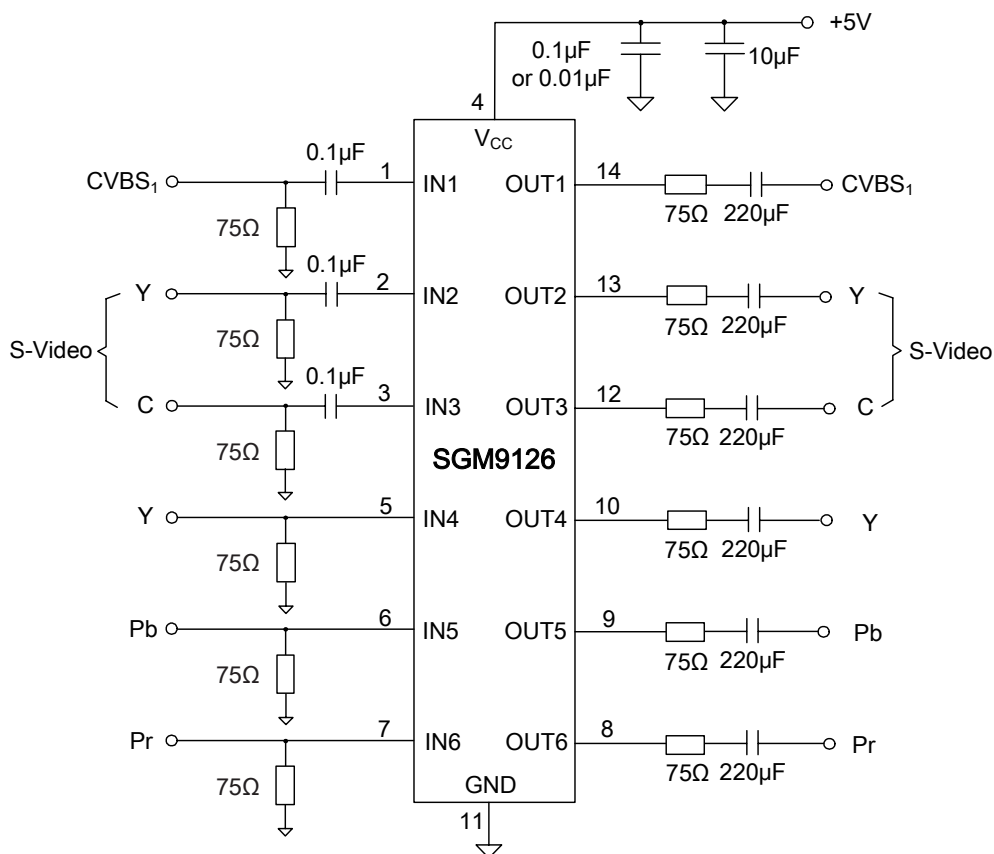 +5V
0.1µF
or 0.01µF
10µF
4
VCC
0.1µF
CVBS1
1
IN1
OUT1
14
CVBS1
75Ω
75Ω
220µF
0.1µF
Y
2
IN2
OUT2
13
Y
75Ω
75Ω
220µF
S-Video
S-Video
0.1µF
C
3
IN3
OUT3
12
C
75Ω
75Ω
220µF
SGM9126
Y
5
IN4
OUT4
10
Y
75Ω
75Ω
220µF
Pb
6
IN5
OUT5
9
Pb
75Ω
75Ω
220µF
Pr
7
IN6
OUT6
8
Pr
75Ω
75Ω
220µF
GND
11